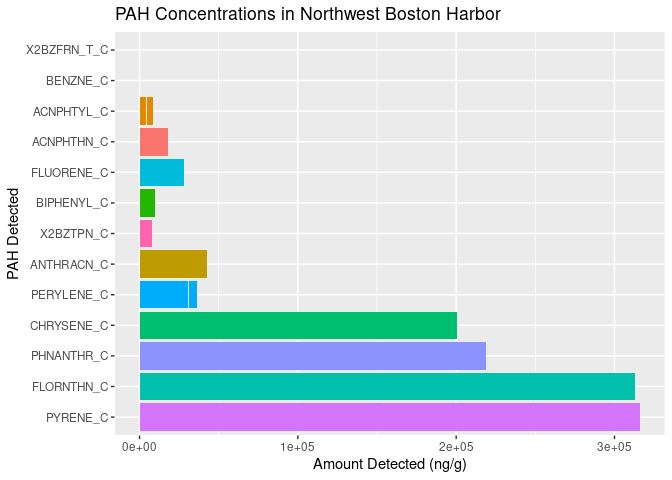 PAH Concentrations in Northwest Boston Harbor
PAH Detected
X2BZFRN_T_C
BENZNE_C
ACNPHTYL_C
ACNPHTHN_C
FLUORENE_C
BIPHENYL_C
X2BZTPN_C
ANTHRACN_C
PERYLENE_C
CHRYSENE_C
PHNANTHR_C
FLORNTHN_C
PYRENE_C
0e+00 1e+05 2e+05 3e+05
Amount Detected (ng/g)